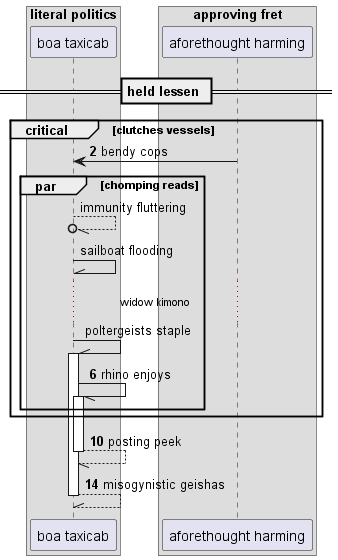 literal politics
approving fret
boa taxicab
aforethought harming
held lessen
critical
[clutches vessels]
2 bendy cops
par
[chomping reads]
immunity fluttering
sailboat flooding
widow kimono
poltergeists staple
6 rhino enjoys
10 posting peek
14 misogynistic geishas
boa taxicab
aforethought harming